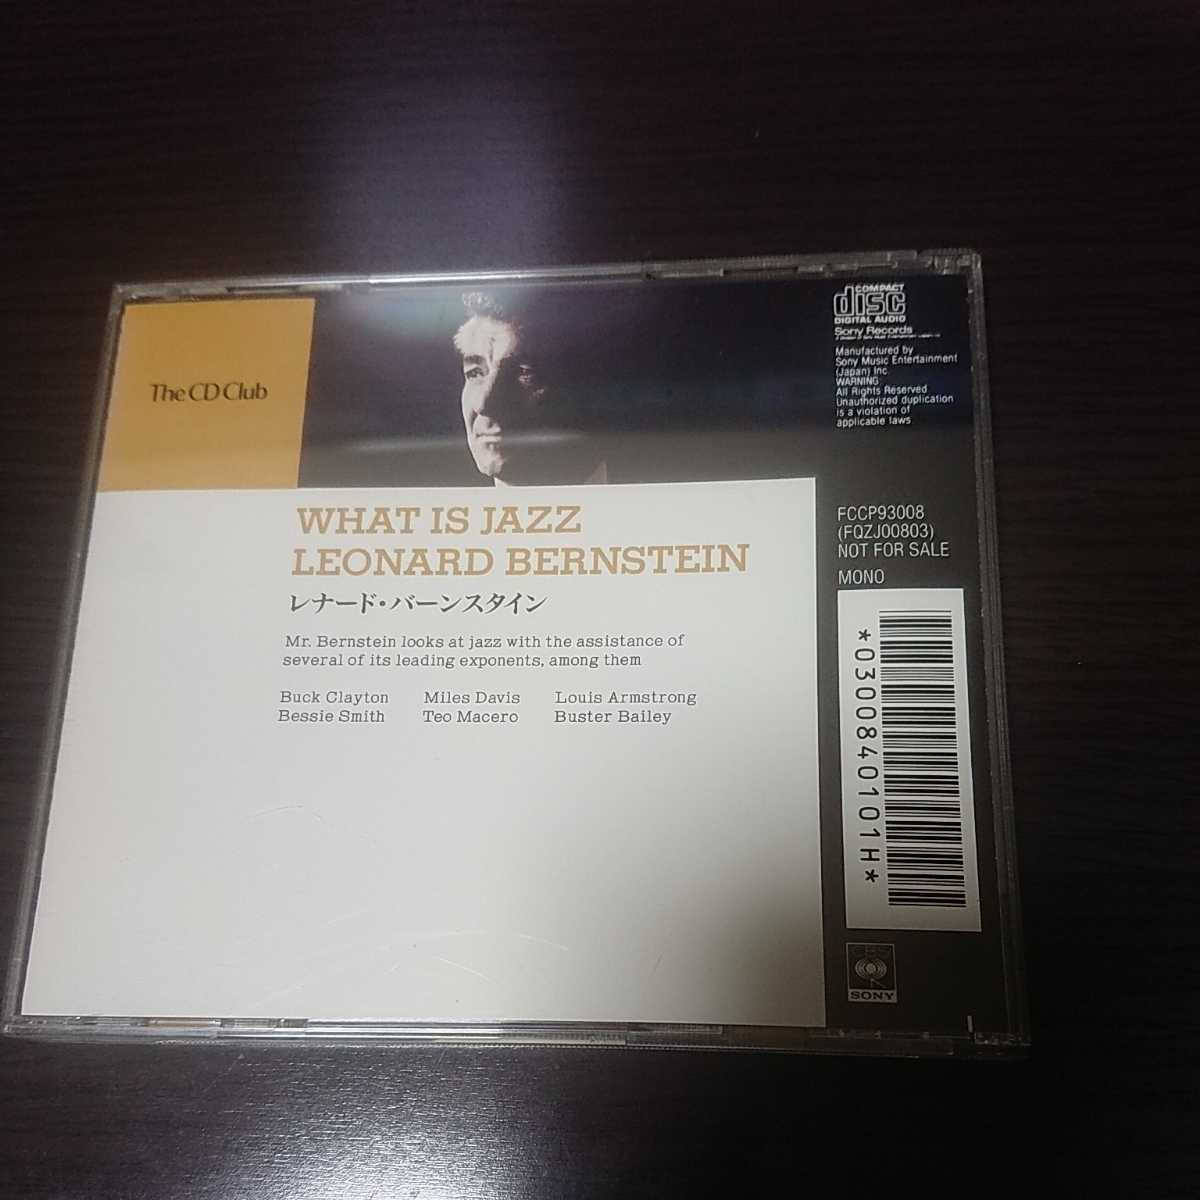 The CD Club
COMPACT
disc
DIGITAL AUDIO
Sony Records
Manufactured by
Sony Music Entertainment
(Japan) Inc.
WARNING:
All Rights Reserved.
Unauthorized duplication
is a violation of
applicable laws
WHAT IS JAZZ
LEONARD BERNSTEIN
レナード・バーンスタイン
Mr. Bernstein looks at jazz with the assistance of
several of its leading exponents, among them
Buck Clayton Miles Davis Louis Armstrong
Bessie Smith Teo Macero Buster Bailey
FCCP93008
(FQZJ00803)
NOT FOR SALE
MONO
*0300840101H*
CBS
SONY